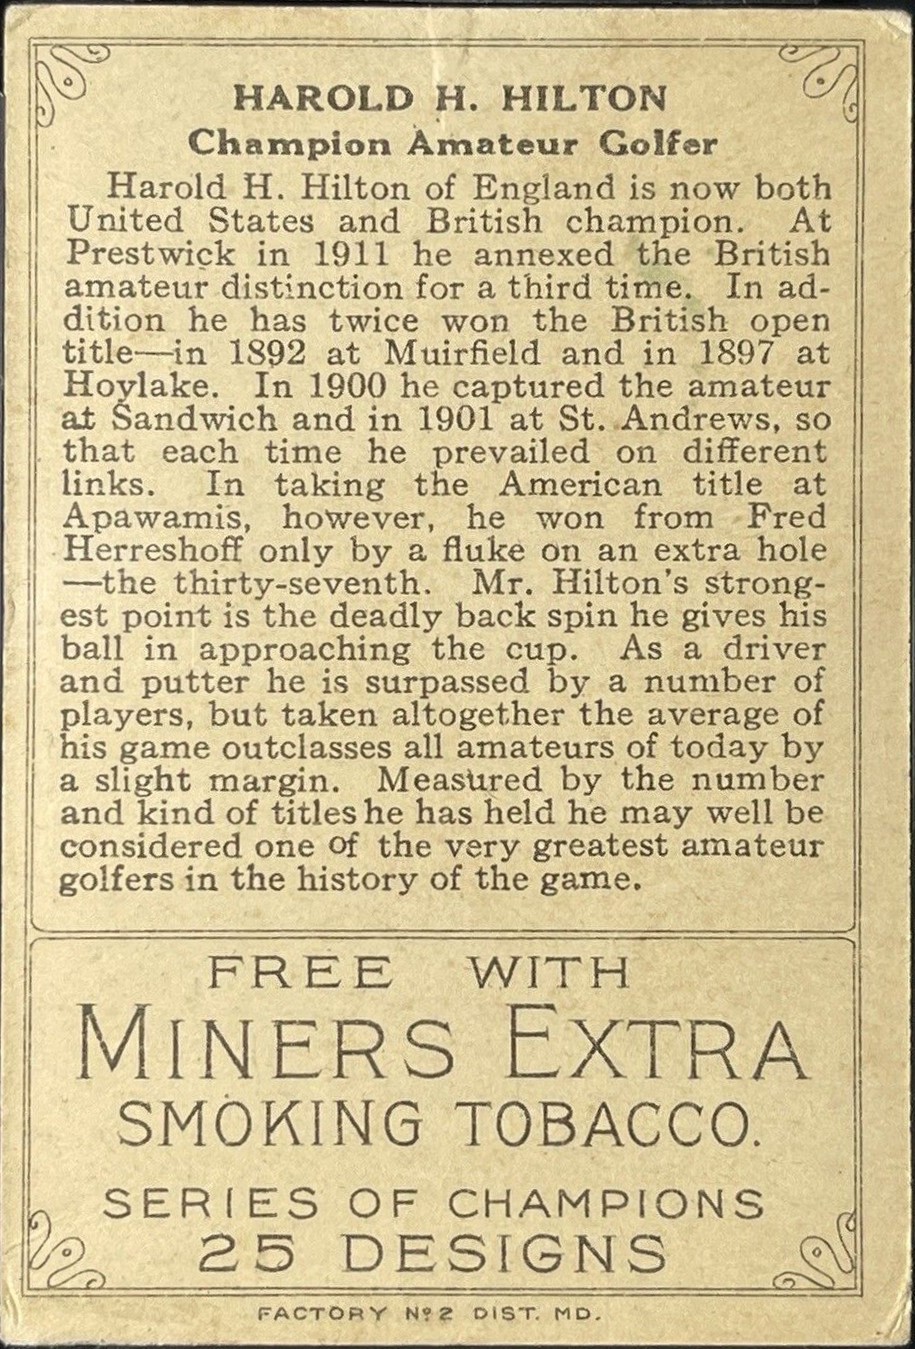 HAROLD H. HILTON
Champion Amateur Golfer
Harold H. Hilton of England is now both
United States and British champion. At
Prestwick in 1911 he annexed the British
amateur distinction for a third time. In ad-
dition he has twice won the British open
title—in 1892 at Muirfield and in 1897 at
Hoylake. In 1900 he captured the amateur
at Sandwich and in 1901 at St. Andrews, so
that each time he prevailed on different
links. In taking the American title at
Apawamis, however, he won from Fred
Herreshoff only by a fluke on an extra hole
—the thirty-seventh. Mr. Hilton's strong-
est point is the deadly back spin he gives his
ball in approaching the cup. As a driver
and putter he is surpassed by a number of
players, but taken altogether the average of
his game outclasses all amateurs of today by
a slight margin. Measured by the number
and kind of titles he has held he may well be
considered one of the very greatest amateur
golfers in the history of the game.
FREE WITH
MINERS EXTRA
SMOKING TOBACCO.
SERIES OF CHAMPIONS
25 DESIGNS
FACTORY Nº 2 DIST. MD.